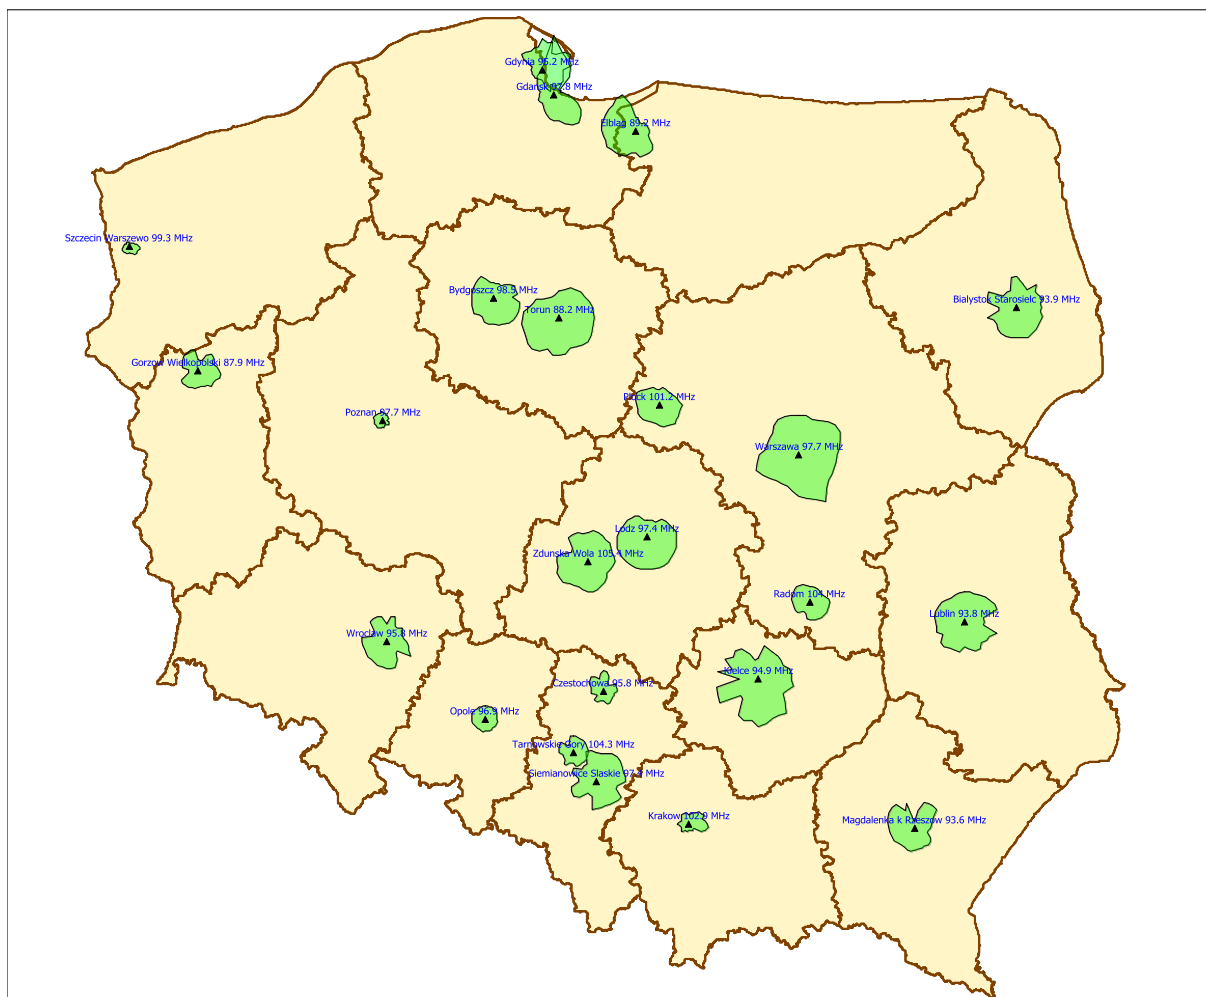 Gdynia 96.2 MHz
Gdansk 97.8 MHz
Elblag 89.2 MHz
Szczecin Warszewo 99.3 MHz
Bydgoszcz 98.5 MHz
Torun 88.2 MHz
Bialystok Starosielc 93.9 MHz
Gorzow Wielkopolski 87.9 MHz
Plock 101.2 MHz
Poznan 97.7 MHz
Warszawa 97.7 MHz
Lodz 97.4 MHz
Zdunska Wola 105.4 MHz
Radom 104 MHz
Lublin 93.8 MHz
Wroclaw 95.8 MHz
Kielce 94.9 MHz
Czestochowa 95.8 MHz
Opole 96.9 MHz
Tarnowskie Gory 104.3 MHz
Siemianowice Slaskie MHz
Krakow 102.9 MHz
Magdalenka k Rzeszow 93.6 MHz